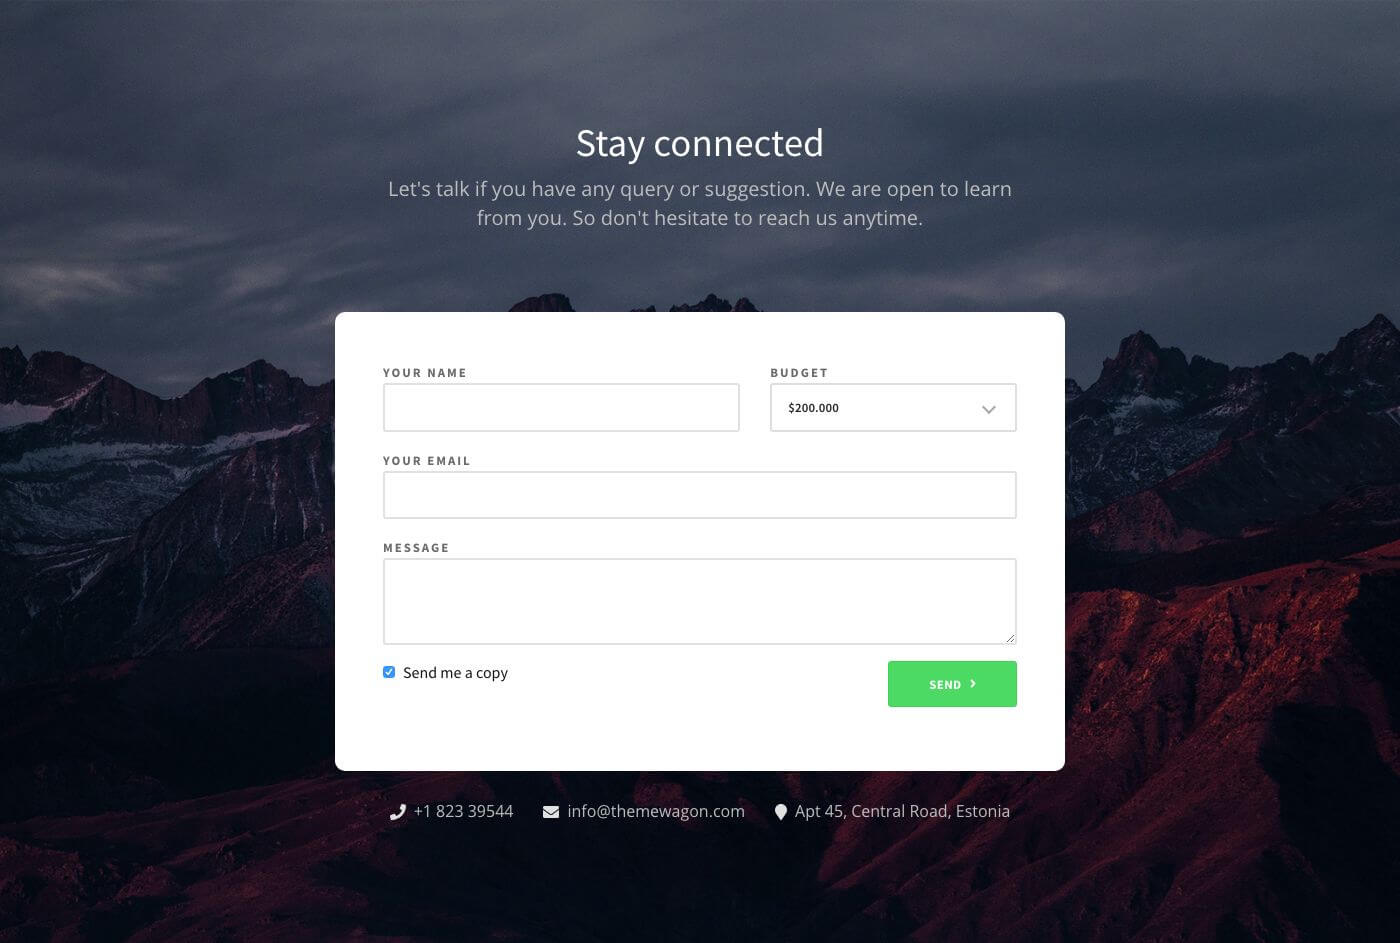 Stay connected
Let's talk if you have any query or suggestion. We are open to learn
from you. So don't hesitate to reach us anytime.
YOUR NAME
BUDGET
$200.000
YOUR EMAIL
MESSAGE
Send me a copy
SEND
+1 823 39544
info@themewagon.com
Apt 45, Central Road, Estonia